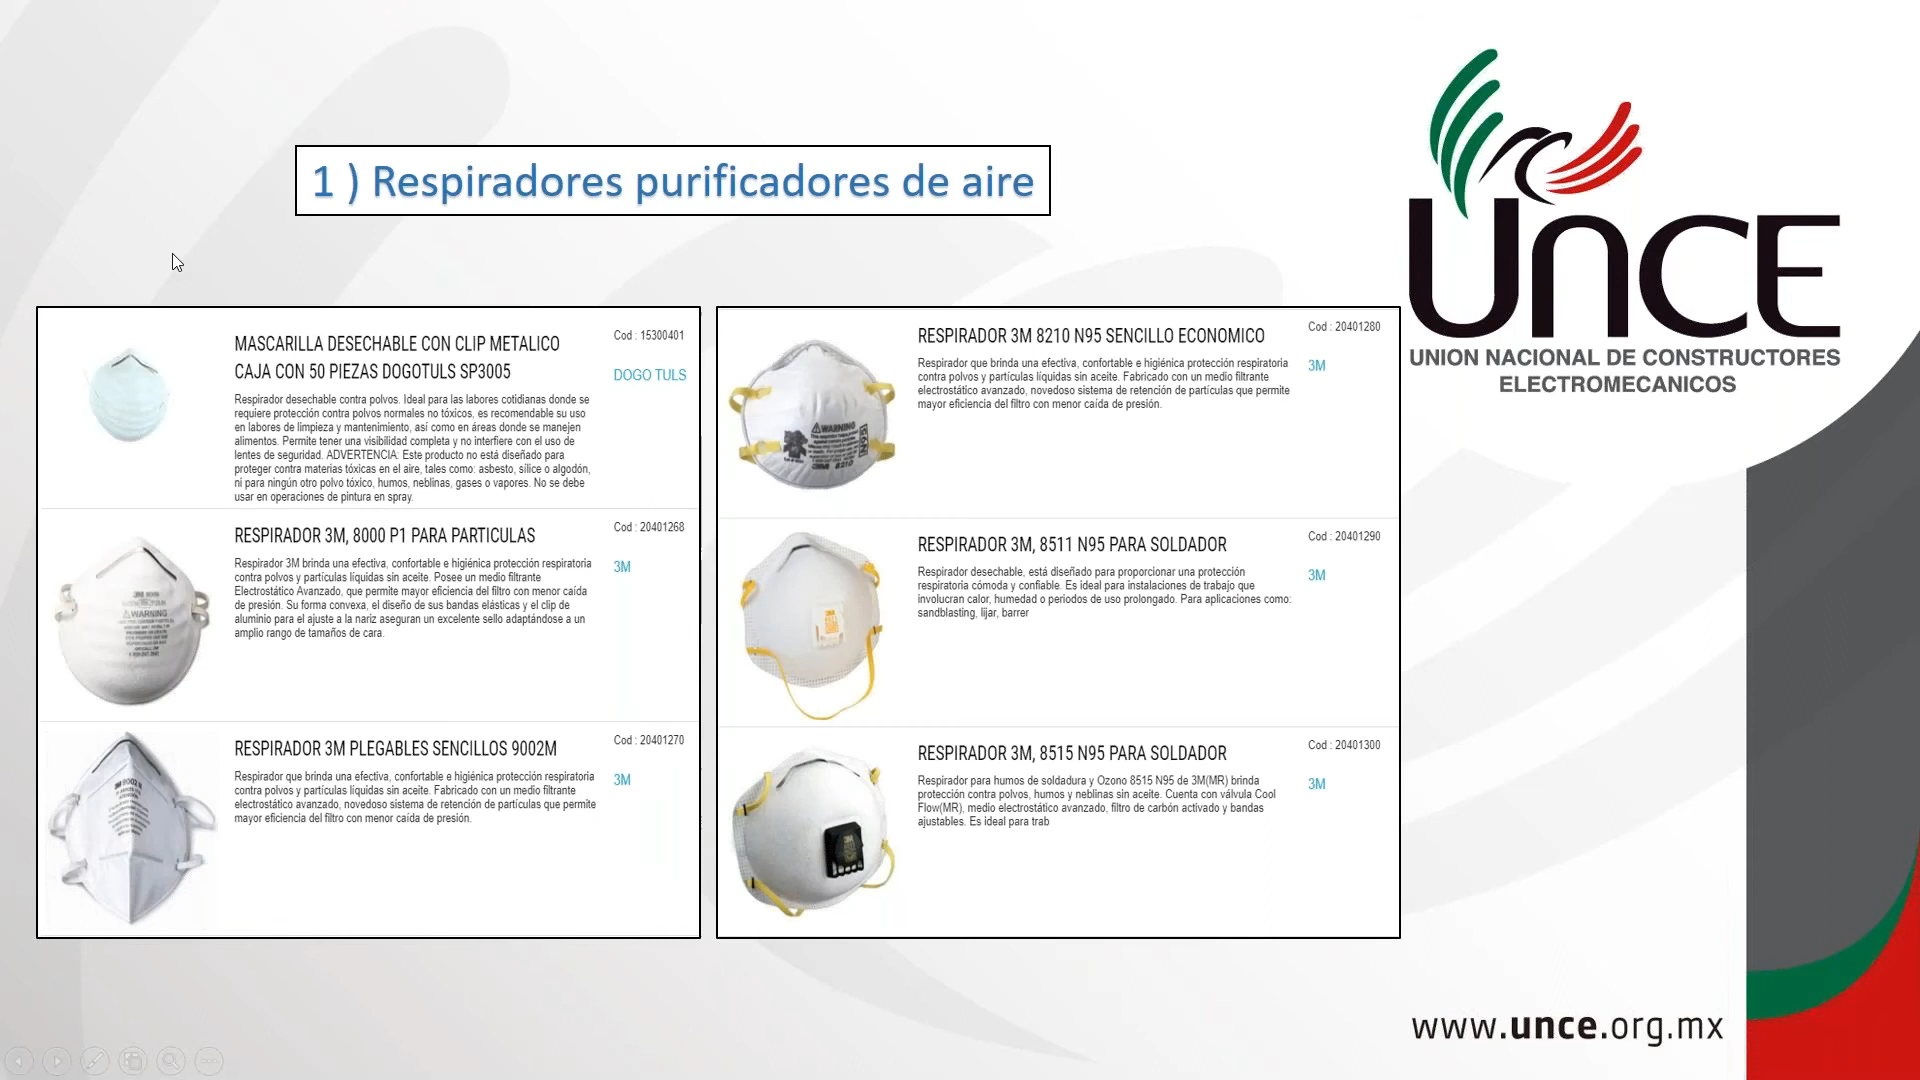 1 ) Respiradores purificadores de aire
UNCE
UNION NACIONAL DE CONSTRUCTORES
ELECTROMECANICOS
MASCARILLA DESECHABLE CON CLIP METALICO
CAJA CON 50 PIEZAS DOGOTULS SP3005
Cod : 15300401
DOGO TULS
Respirador desechable contra polvos. Ideal para las labores cotidianas donde se
requiere protección contra polvos normales no tóxicos, es recomendable su uso
en labores de limpieza y mantenimiento, así como en áreas donde se manejen
alimentos. Permite tener una visibilidad completa y no interfiere con el uso de
lentes de seguridad. ADVERTENCIA: Este producto no está diseñado para
proteger contra materias tóxicas en el aire, tales como: asbesto, sílice o algodón,
ni para ningún otro polvo tóxico, humos, neblinas, gases o vapores. No se debe
usar en operaciones de pintura en spray.
RESPIRADOR 3M, 8000 P1 PARA PARTICULAS
Cod : 20401268
3M
Respirador 3M brinda una efectiva, confortable e higiénica protección respiratoria
contra polvos y partículas líquidas sin aceite. Posee un medio filtrante
Electrostático Avanzado, que permite mayor eficiencia del filtro con menor caída
de presión. Su forma convexa, el diseño de sus bandas elásticas y el clip de
aluminio para el ajuste a la nariz aseguran un excelente sello adaptándose a un
amplio rango de tamaños de cara.
WARNING
RESPIRADOR 3M PLEGABLES SENCILLOS 9002M
Cod : 20401270
3M
Respirador que brinda una efectiva, confortable e higiénica protección respiratoria
contra polvos y partículas líquidas sin aceite. Fabricado con un medio filtrante
electrostático avanzado, novedoso sistema de retención de partículas que permite
mayor eficiencia del filtro con menor caída de presión.
RESPIRADOR 3M 8210 N95 SENCILLO ECONOMICO
Cod : 20401280
3M
Respirador que brinda una efectiva, confortable e higiénica protección respiratoria
contra polvos y partículas líquidas sin aceite. Fabricado con un medio filtrante
electrostático avanzado, novedoso sistema de retención de partículas que permite
mayor eficiencia del filtro con menor caída de presión.
WARNING
N95
3M 8210
RESPIRADOR 3M, 8511 N95 PARA SOLDADOR
Cod : 20401290
3M
Respirador desechable, está diseñado para proporcionar una protección
respiratoria cómoda y confiable. Es ideal para instalaciones de trabajo que
involucran calor, humedad o periodos de uso prolongado. Para aplicaciones como:
sandblasting, lijar, barrer
RESPIRADOR 3M, 8515 N95 PARA SOLDADOR
Cod : 20401300
3M
Respirador para humos de soldadura y Ozono 8515 N95 de 3M(MR) brinda
protección contra polvos, humos y neblinas sin aceite. Cuenta con válvula Cool
Flow(MR), medio electrostático avanzado, filtro de carbón activado y bandas
ajustables. Es ideal para trab
3M
www.unce.org.mx